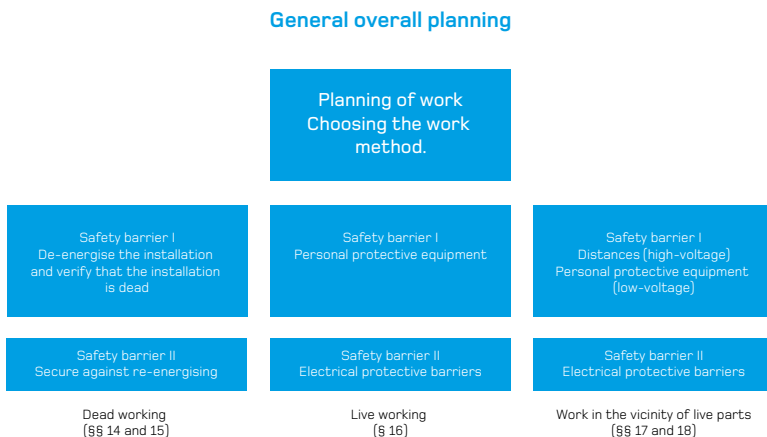 General overall planning
Planning of work
Choosing the work
method.
Safety barrier I
De-energise the installation
and verify that the installation
is dead
Safety barrier I
Personal protective equipment
Safety barrier I
Distances (high-voltage)
Personal protective equipment
(low-voltage)
Safety barrier II
Secure against re-energising
Safety barrier II
Electrical protective barriers
Safety barrier II
Electrical protective barriers
Dead working
(§§ 14 and 15)
Live working
(§ 16)
Work in the vicinity of live parts
(§§ 17 and 18)